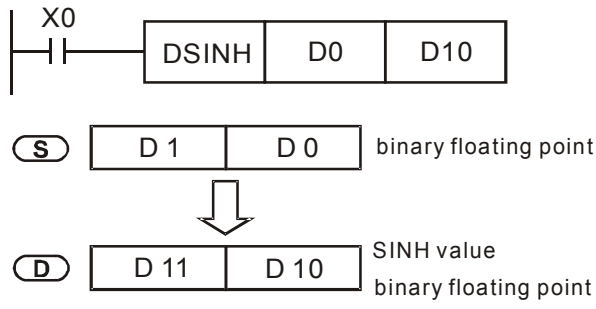 X0
DSINH D0 D10
S D 1 D 0 binary floating point
SINH value
D D 11 D 10
binary floating point